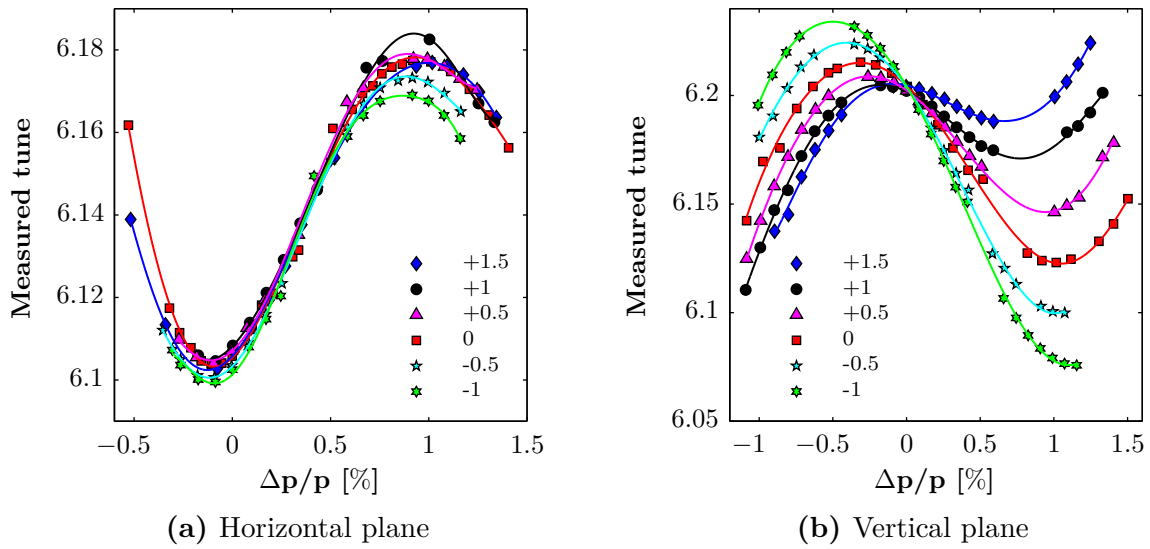 6.18
6.16
6.14
6.12
6.1
−0.5 0 0.5 1 1.5
Measured tune
Δp/p [%]
+1.5
+1
+0.5
0
-0.5
-1
(a) Horizontal plane
6.2
6.15
6.1
6.05
−1 −0.5 0 0.5 1 1.5
Measured tune
Δp/p [%]
+1.5
+1
+0.5
0
-0.5
-1
(b) Vertical plane